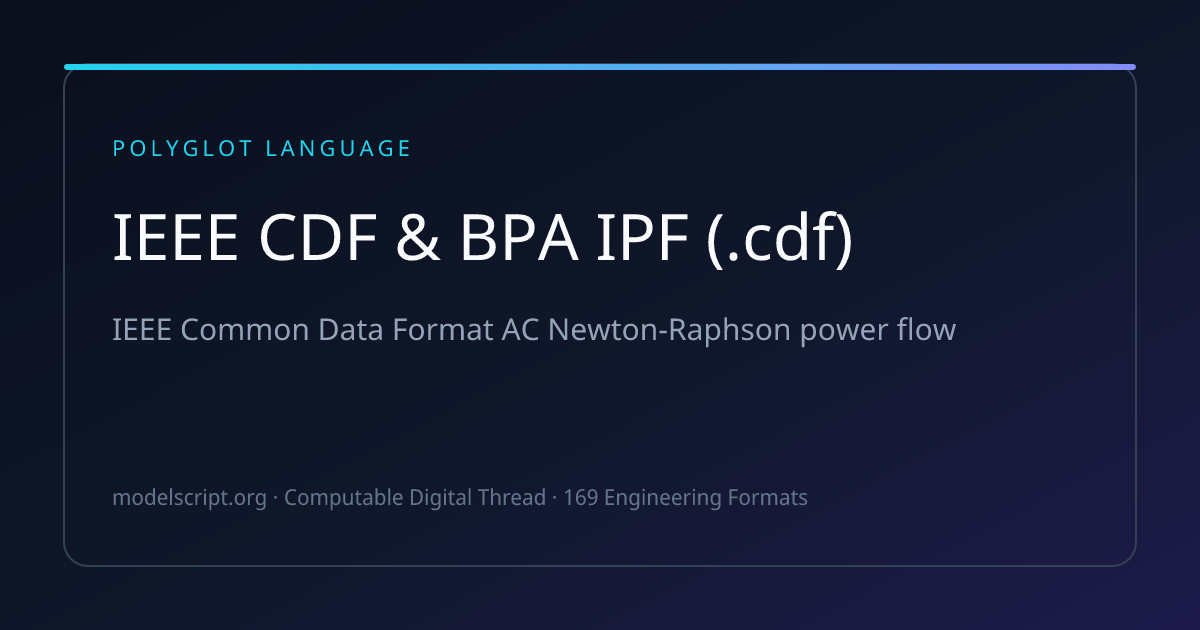 POLYGLOT LANGUAGE
IEEE CDF & BPA IPF (.cdf)
IEEE Common Data Format AC Newton-Raphson power flow
modelscript.org · Computable Digital Thread · 169 Engineering Formats